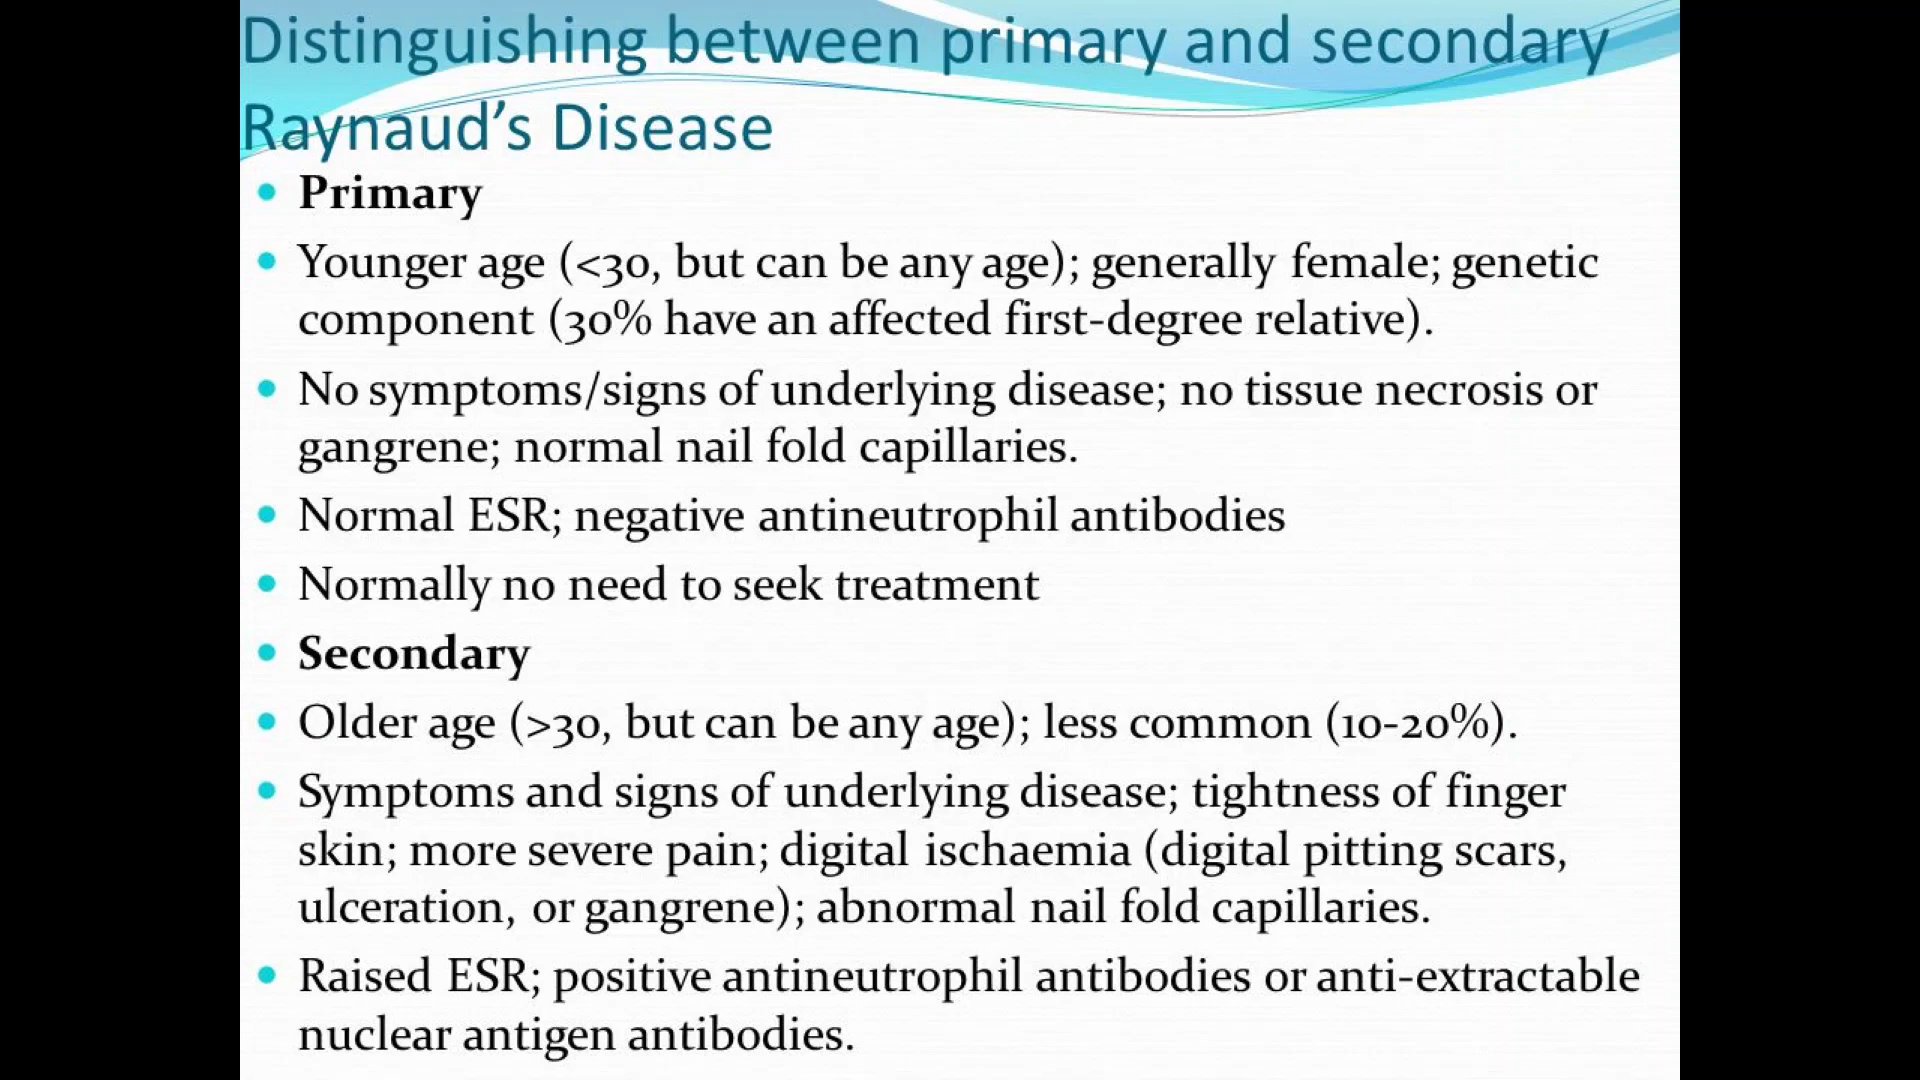 Distinguishing between primary and secondary
Raynaud’s Disease
• Primary
• Younger age (<30, but can be any age); generally female; genetic
component (30% have an affected first-degree relative).
• No symptoms/signs of underlying disease; no tissue necrosis or
gangrene; normal nail fold capillaries.
• Normal ESR; negative antineutrophil antibodies
• Normally no need to seek treatment
• Secondary
• Older age (>30, but can be any age); less common (10-20%).
• Symptoms and signs of underlying disease; tightness of finger
skin; more severe pain; digital ischaemia (digital pitting scars,
ulceration, or gangrene); abnormal nail fold capillaries.
• Raised ESR; positive antineutrophil antibodies or anti-extractable
nuclear antigen antibodies.